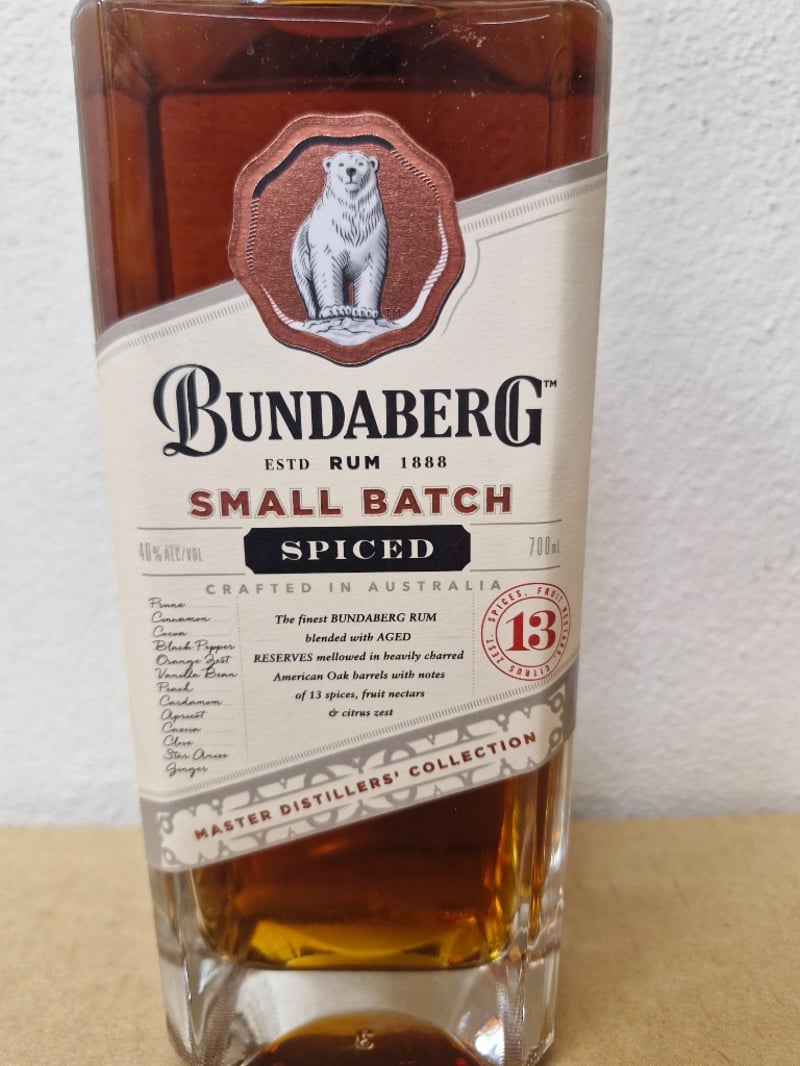 TM
BUNDABERG™
ESTD RUM 1888
SMALL BATCH
40% ALC/VOL
SPICED
700mL
CRAFTED IN AUSTRALIA
Prune
Cinnamon
Cocoa
Black Pepper
Orange Zest
Vanilla Bean
Peach
Cardamom
Apricot
Cassia
Clove
Star Anise
Ginger
The finest BUNDABERG RUM
blended with AGED
RESERVES mellowed in heavily charred
American Oak barrels with notes
of 13 spices, fruit nectars
& citrus zest
SPICES, FRUIT NECTARS, CITRUS ZEST,
13
MASTER DISTILLERS' COLLECTION
3